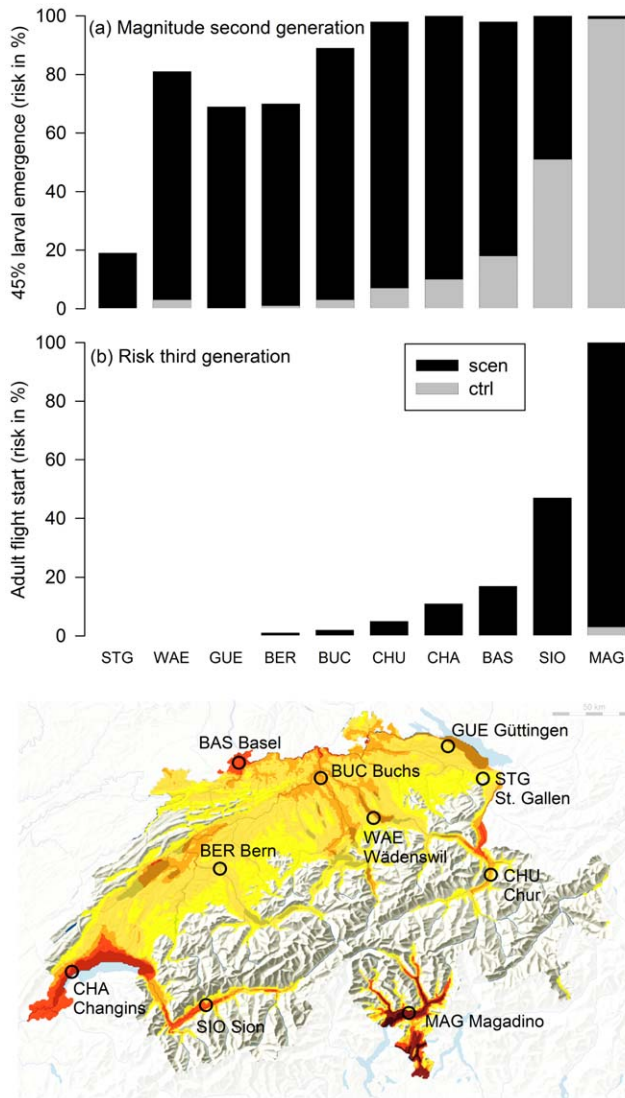 (a) Magnitude second generation
45% larval emergence (risk in %)
100
80
60
40
20
0
(b) Risk third generation
Adult flight start (risk in %)
100
80
60
40
20
0
scen
ctrl
STG WAE GUE BER BUC CHU CHA BAS SIO MAG
50 km
GUE Güttingen
BAS Basel
BUC Buchs
STG
St. Gallen
WAE
Wädenswil
BER Bern
CHU
Chur
CHA
Changins
SIO Sion
MAG Magadino